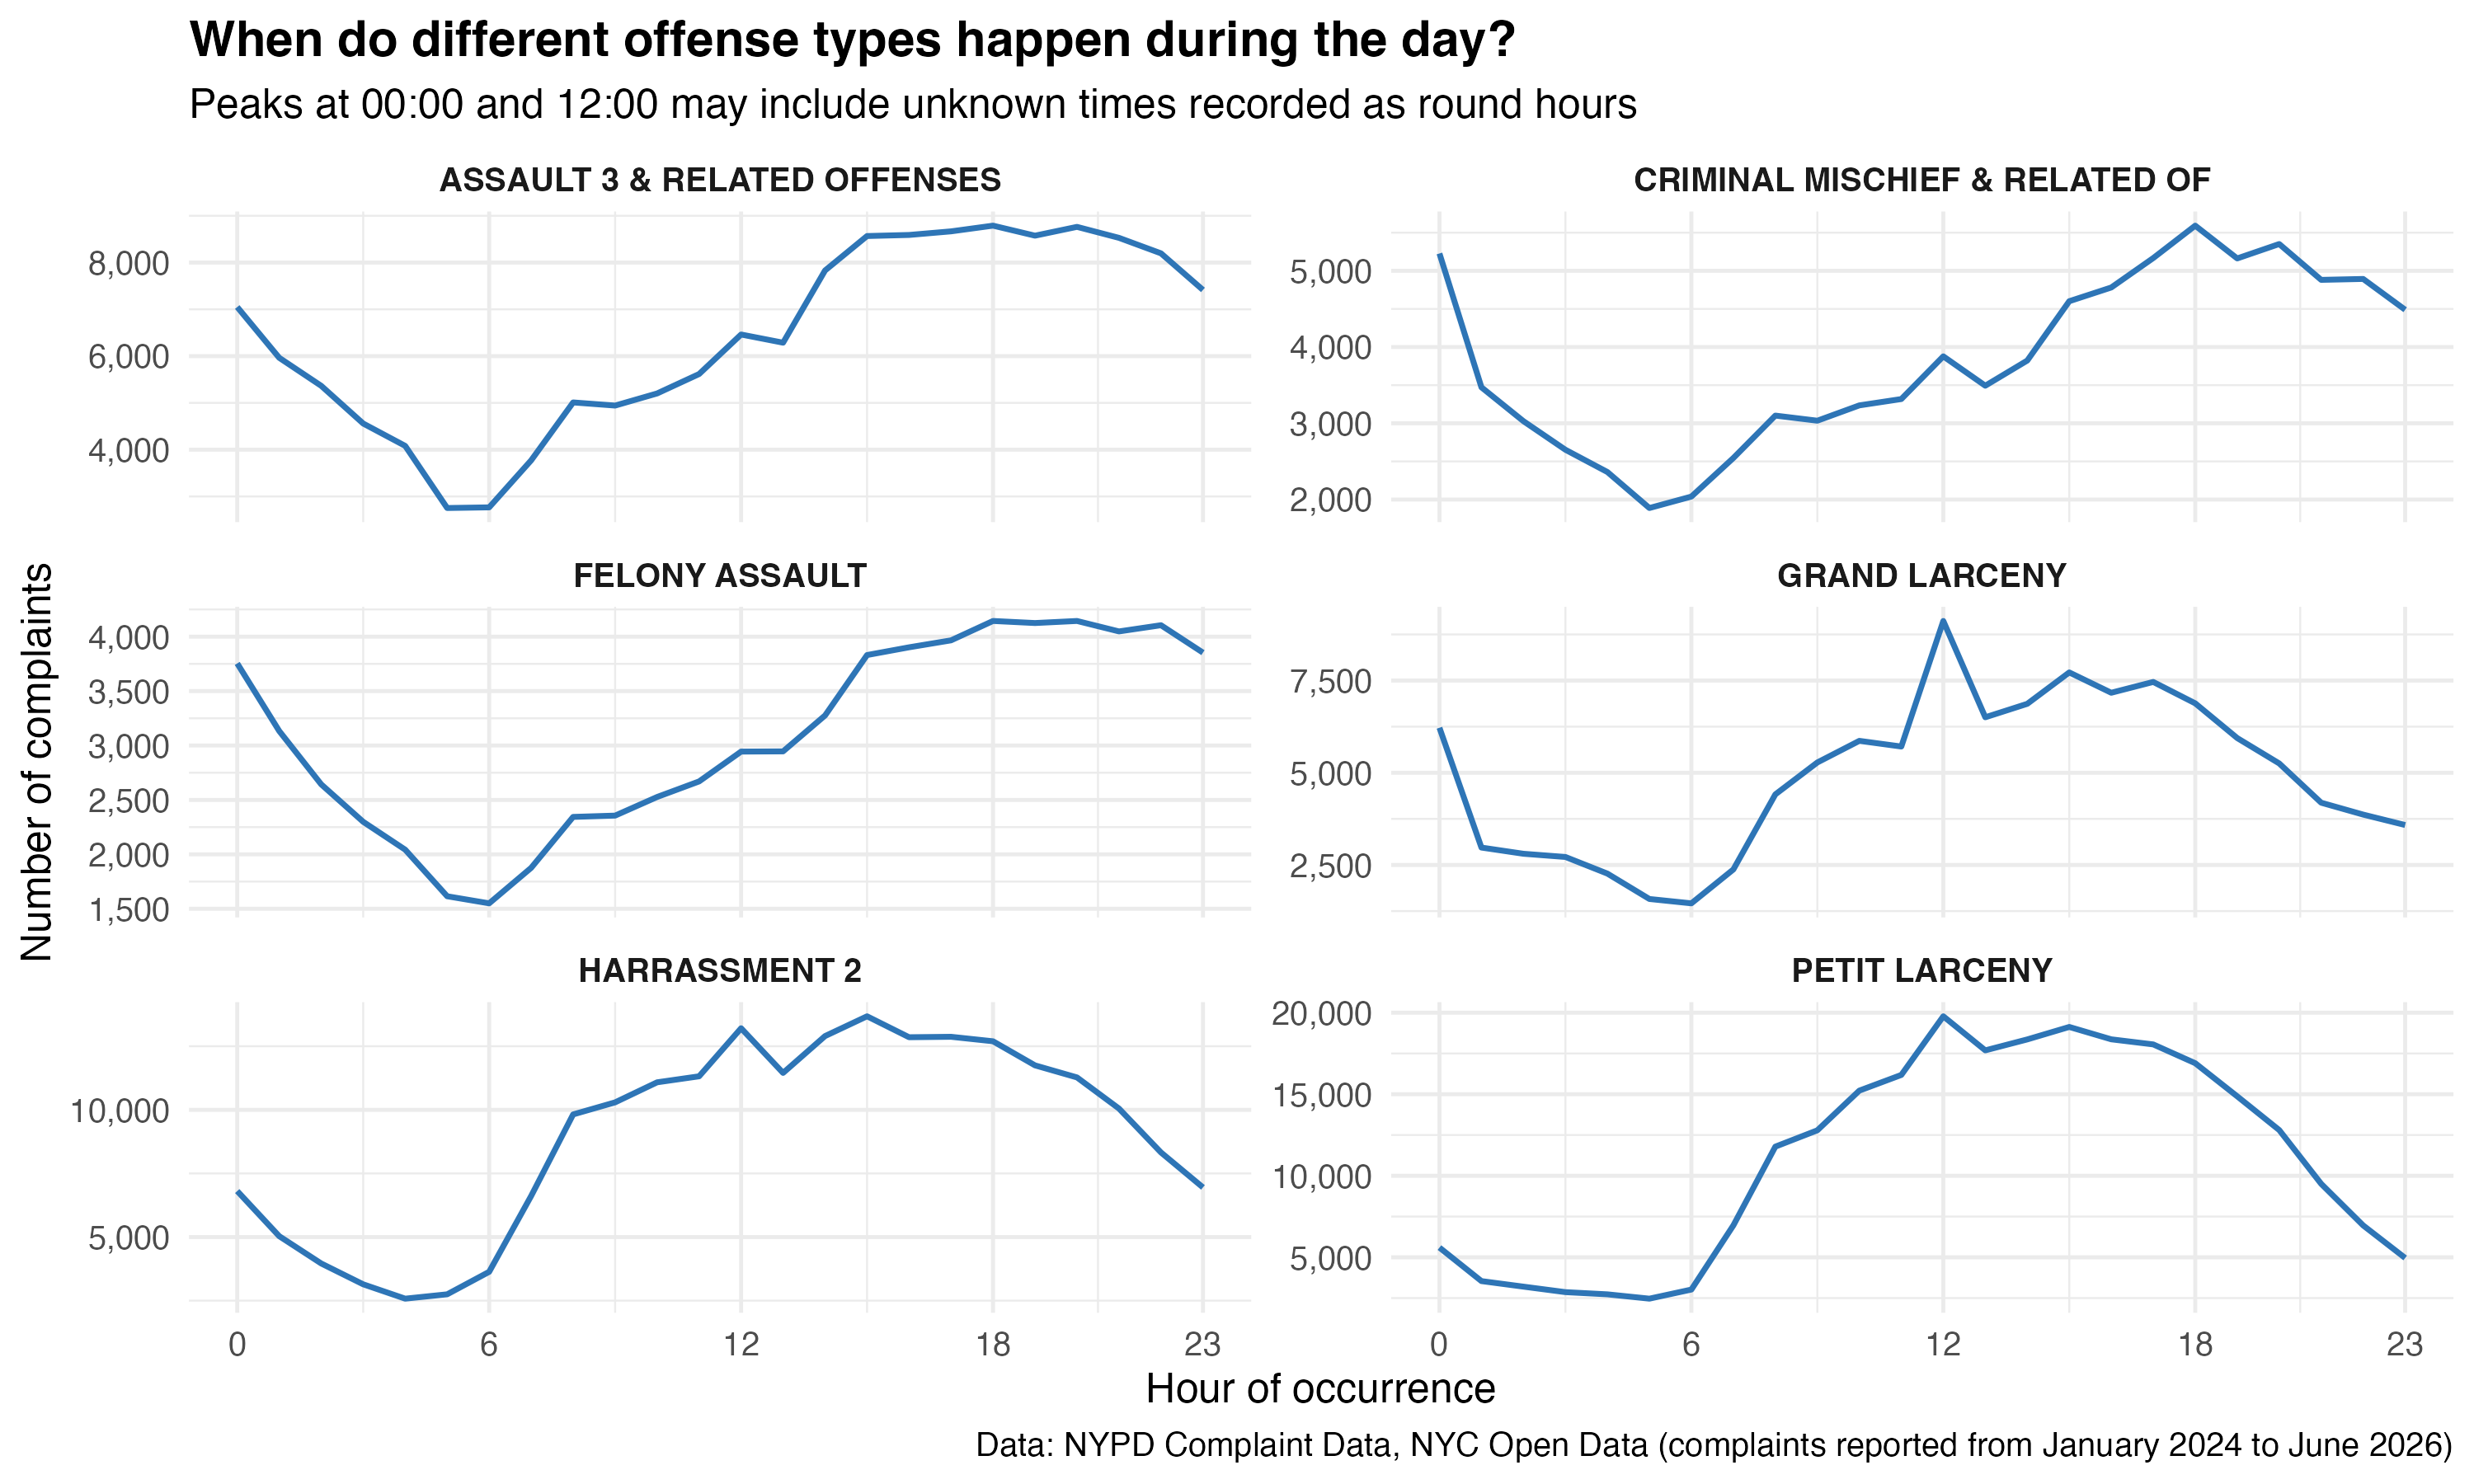 When do different offense types happen during the day?
Peaks at 00:00 and 12:00 may include unknown times recorded as round hours
Number of complaints
ASSAULT 3 & RELATED OFFENSES
8,000
6,000
4,000
CRIMINAL MISCHIEF & RELATED OF
5,000
4,000
3,000
2,000
FELONY ASSAULT
4,000
3,500
3,000
2,500
2,000
1,500
GRAND LARCENY
7,500
5,000
2,500
HARRASSMENT 2
10,000
5,000
0 6 12 18 23
PETIT LARCENY
20,000
15,000
10,000
5,000
0 6 12 18 23
Hour of occurrence
Data: NYPD Complaint Data, NYC Open Data (complaints reported from January 2024 to June 2026)